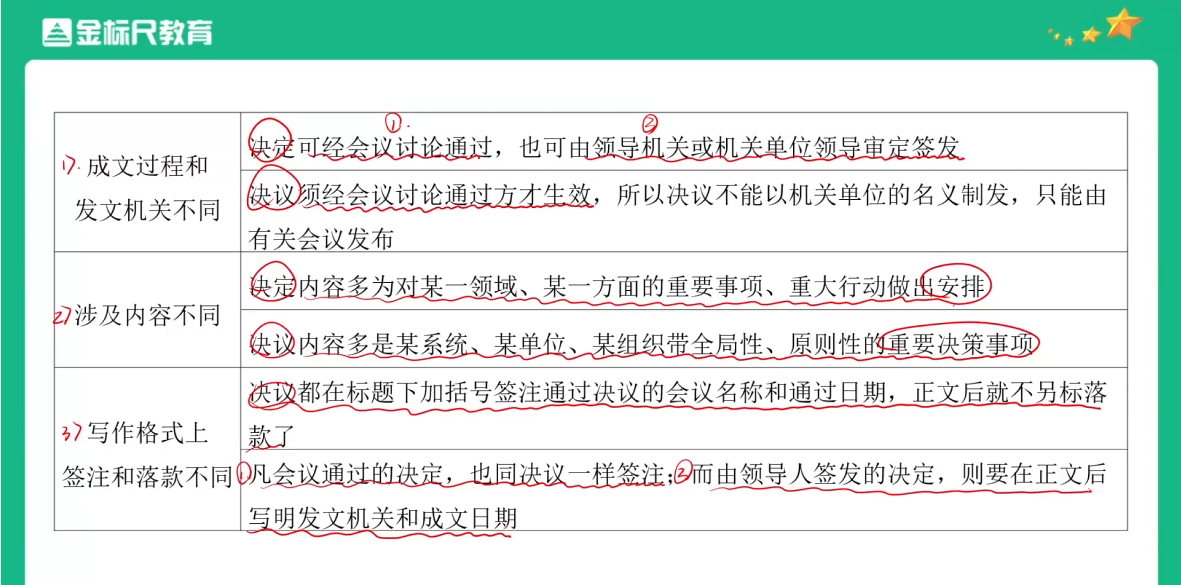 金标尺教育
① ②
1). 成文过程和
发文机关不同
决定可经会议讨论通过，也可由领导机关或机关单位领导审定签发
决议须经会议讨论通过方才生效，所以决议不能以机关单位的名义制发，只能由
有关会议发布
2) 涉及内容不同
决定内容多为对某一领域、某一方面的重要事项、重大行动做出安排
决议内容多是某系统、某单位、某组织带全局性、原则性的重要决策事项
3) 写作格式上
签注和落款不同
决议都在标题下加括号签注通过决议的会议名称和通过日期，正文后就不另标落
款了
①凡会议通过的决定，也同决议一样签注；②而由领导人签发的决定，则要在正文后
写明发文机关和成文日期